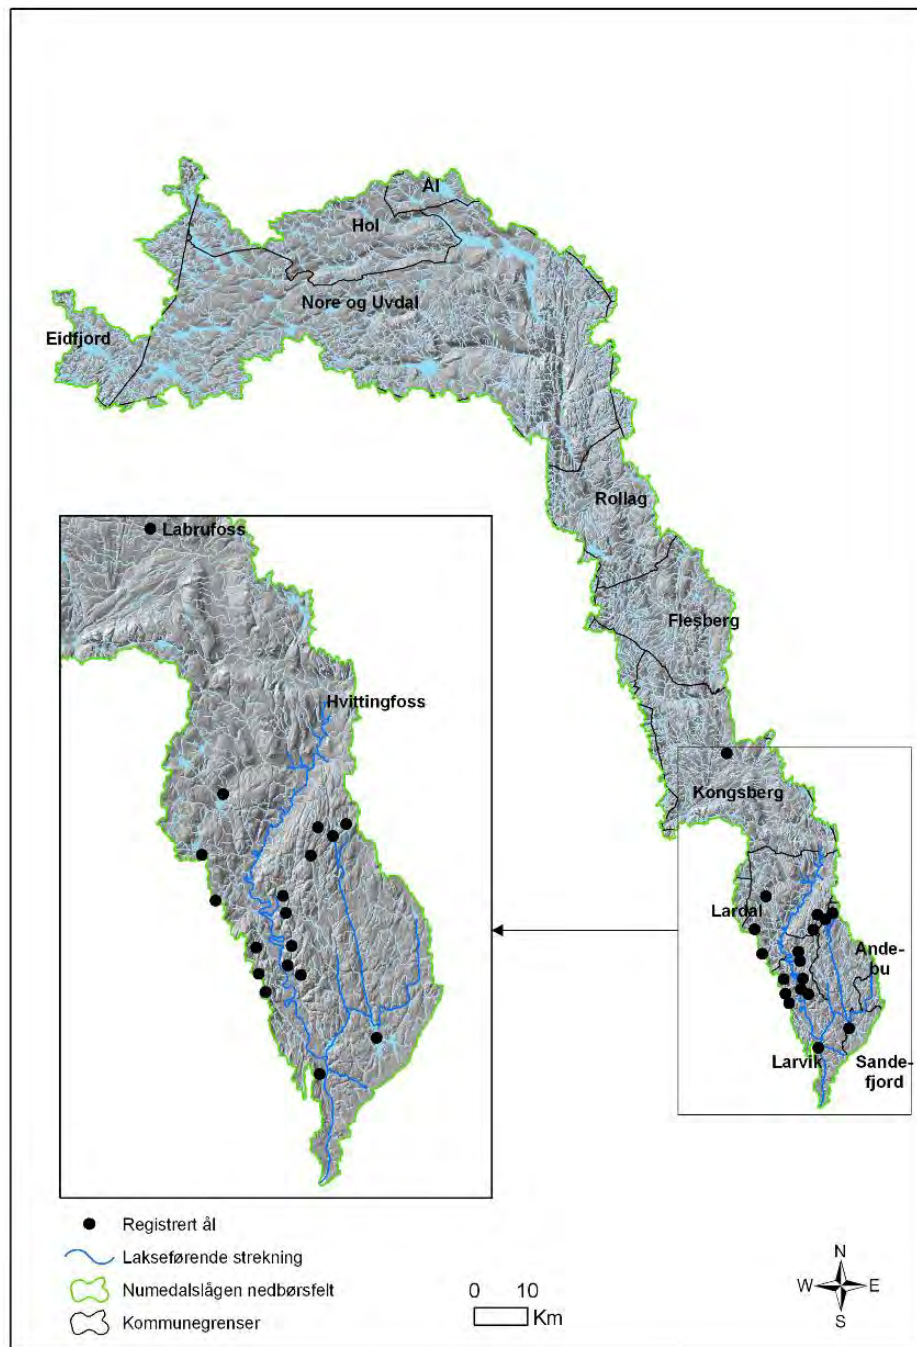 Ål
Hol
Nore og Uvdal
Eidfjord
Rollag
Labrufoss
Flesberg
Hvittingfoss
Kongsberg
Lardal
Ande-
bu
Larvik
Sande-
fjord
Registrert ål
Lakseførende strekning
Numedalslågen nedbørsfelt
Kommunegrenser
0 10
Km
N
W E
S